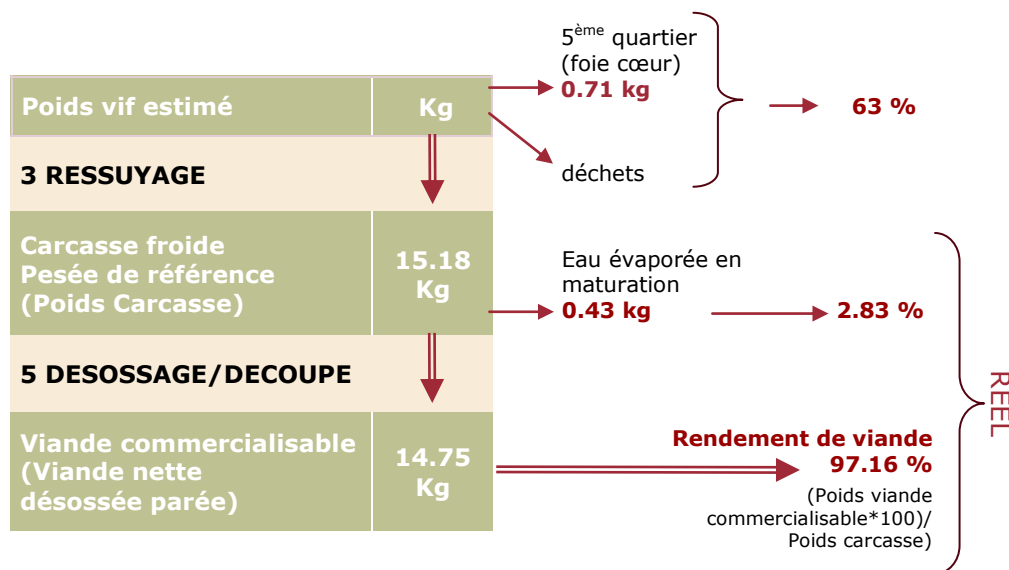 5ème quartier
(foie cœur)
0.71 kg
63 %
Poids vif estimé
Kg
déchets
3 RESSUYAGE
Carcasse froide
Pesée de référence
(Poids Carcasse)
15.18
Kg
Eau évaporée en
maturation
0.43 kg
2.83 %
5 DESOSSAGE/DECOUPE
REEL
Viande commercialisable
(Viande nette
désossée parée)
14.75
Kg
Rendement de viande
97.16 %
(Poids viande
commercialisable*100)/
Poids carcasse)